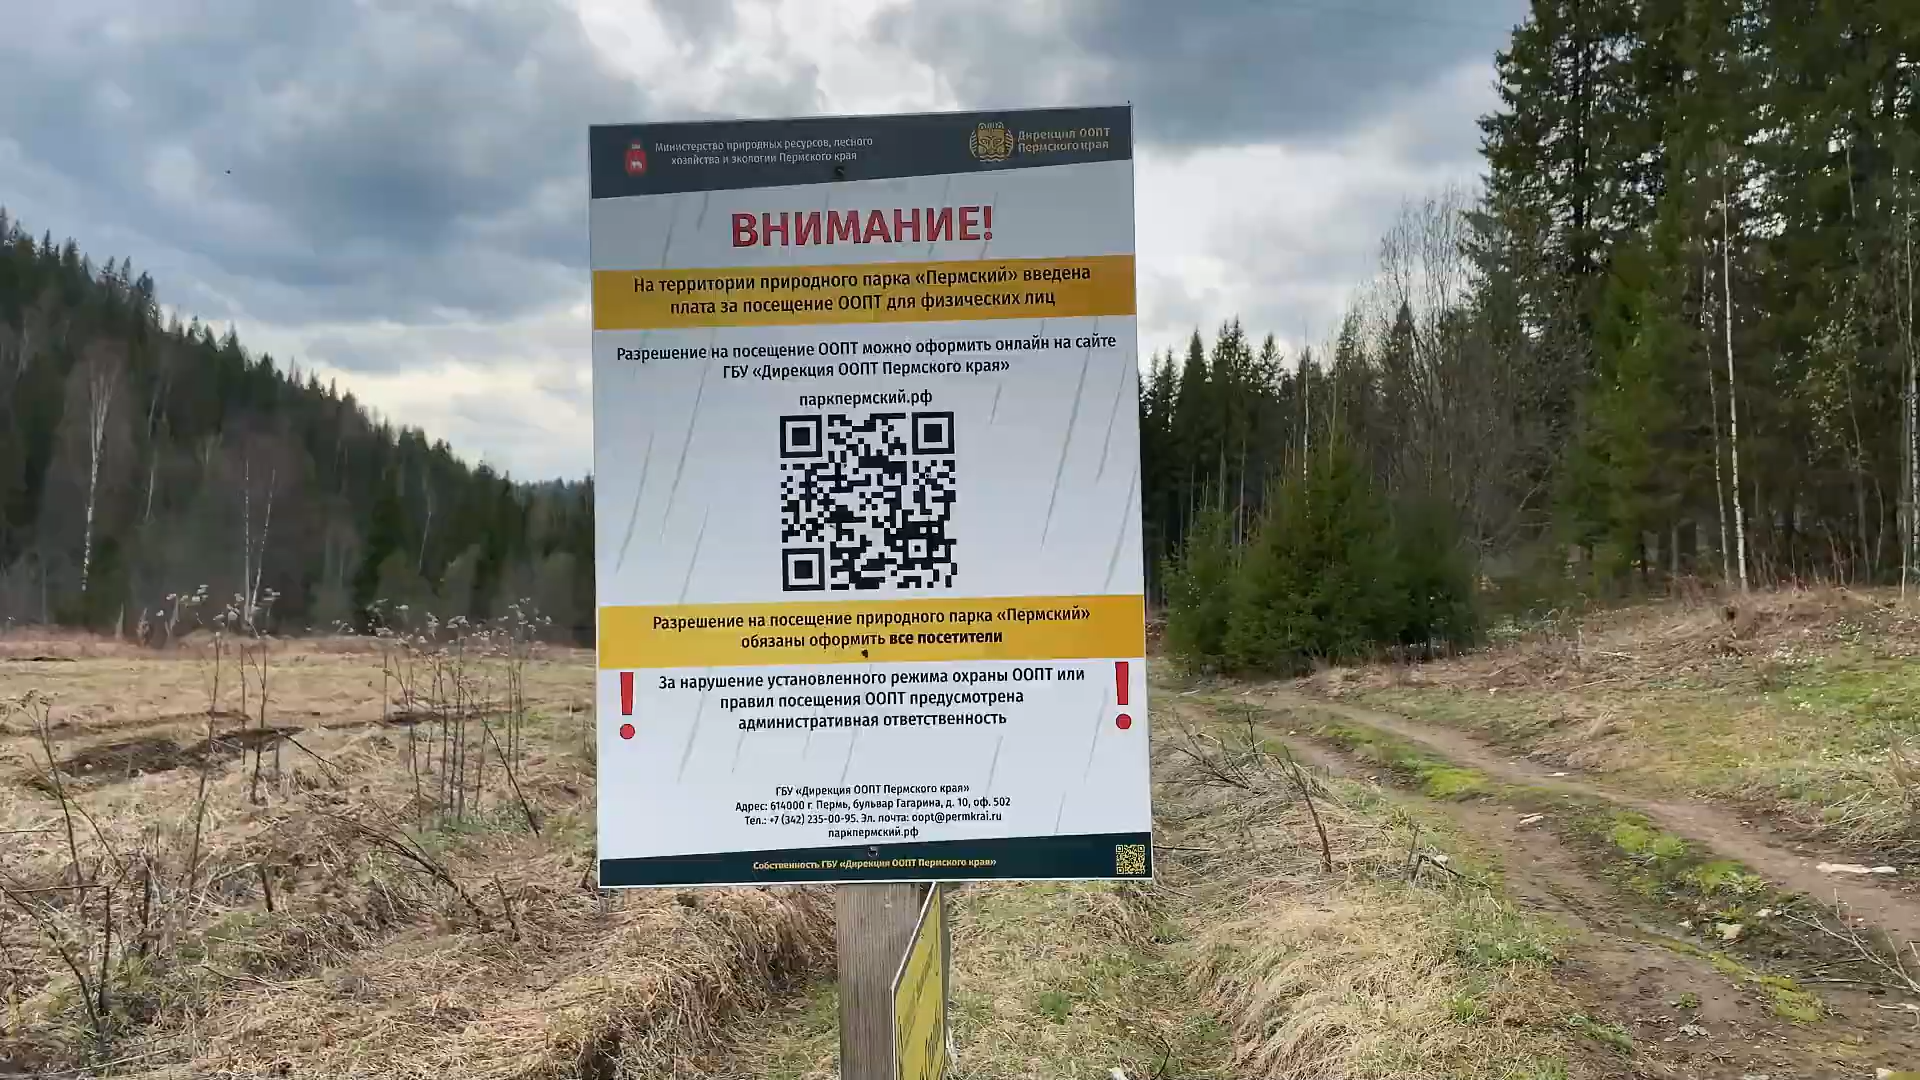 Министерство природных ресурсов, лесного
хозяйства и экологии Пермского края
Дирекция ООПТ
Пермского края
ВНИМАНИЕ!
На территории природного парка «Пермский» введена
плата за посещение ООПТ для физических лиц
Разрешение на посещение ООПТ можно оформить онлайн на сайте
ГБУ «Дирекция ООПТ Пермского края»
паркпермский.рф
Разрешение на посещение природного парка «Пермский»
обязаны оформить все посетители
За нарушение установленного режима охраны ООПТ или
правил посещения ООПТ предусмотрена
административная ответственность
ГБУ «Дирекция ООПТ Пермского края»
Адрес: 614000 г. Пермь, бульвар Гагарина, д. 10, оф. 502
Тел.: +7 (342) 235-00-95. Эл. почта: oopt@permkrai.ru
паркпермский.рф
Собственность ГБУ «Дирекция ООПТ Пермского края»